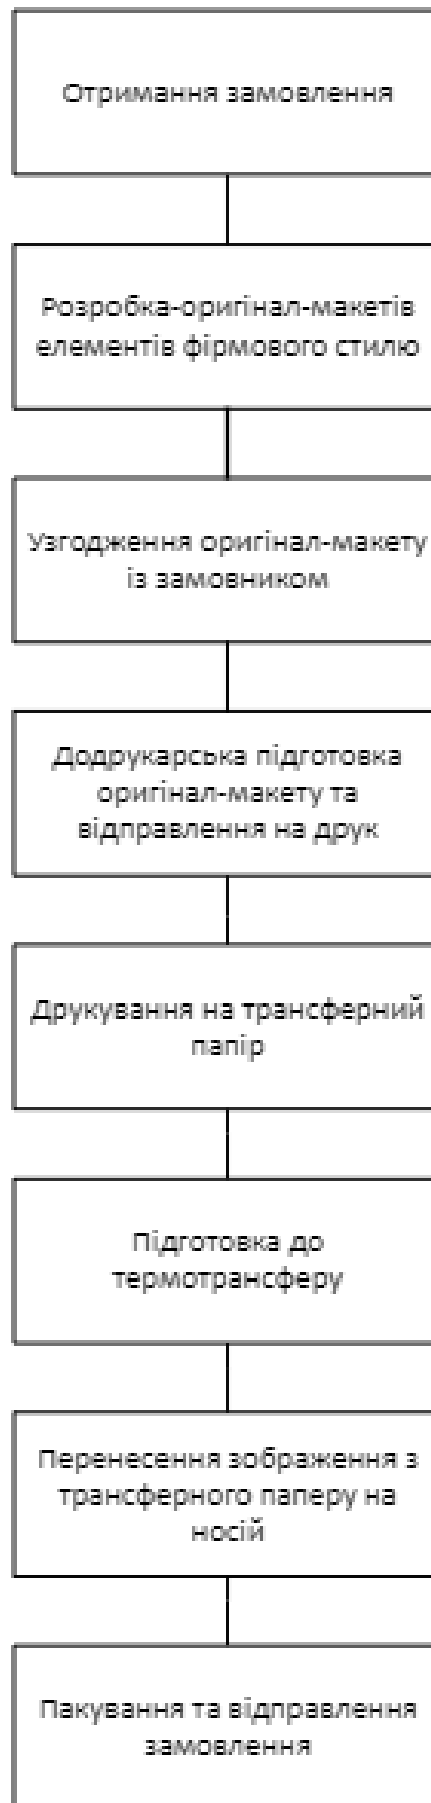 Отримання замовлення
Розробка-оригінал-макетів
елементів фірмового стилю
Узгодження оригінал-макету
із замовником
Додрукарська підготовка
оригінал-макету та
відправлення на друк
Друкування на трансферний
папір
Підготовка до
термотрансферу
Перенесення зображення з
трансферного паперу на
носій
Пакування та відправлення
замовлення